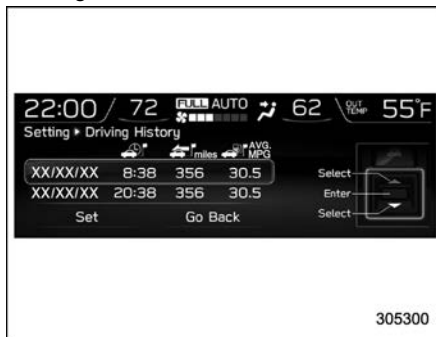 22:00 / 72 FULL AUTO 62 OUT TEMP 55°F
Setting ▸ Driving History
miles AVG. MPG
XX/XX/XX 8:38 356 30.5
XX/XX/XX 20:38 356 30.5
Set Go Back
Select
Enter
Select
305300